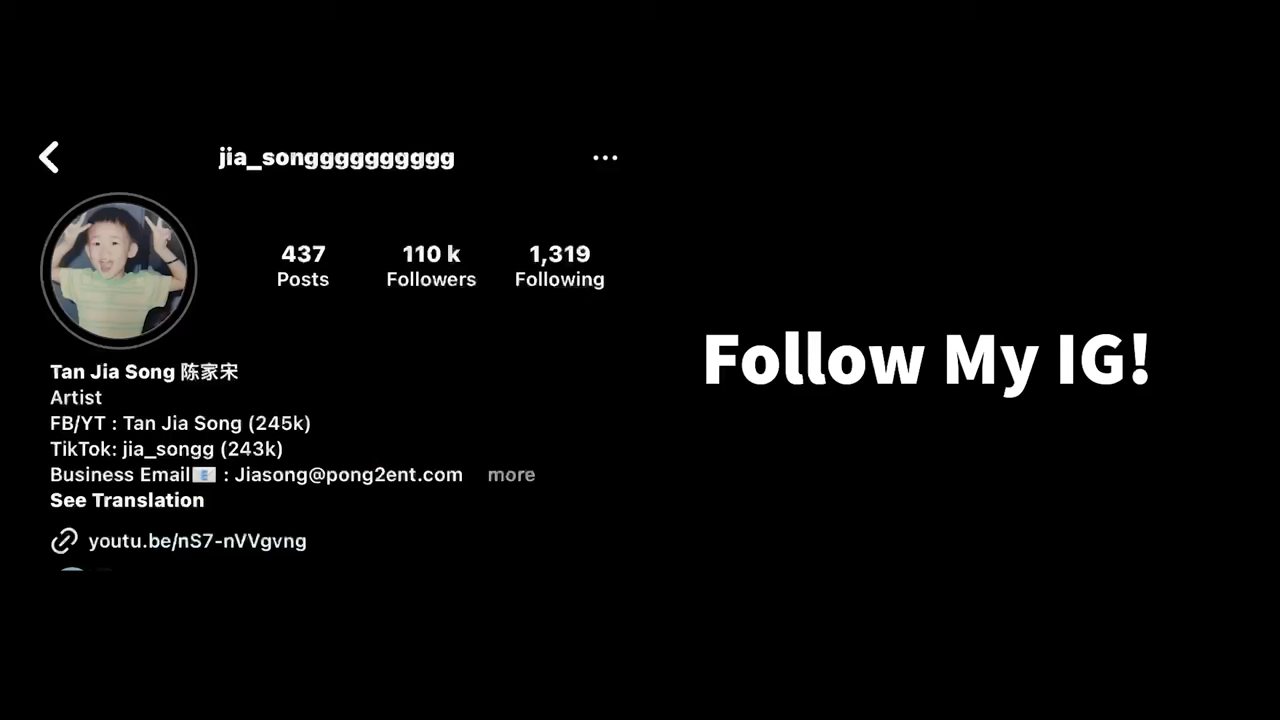 jia_songggggggggg
437 110 k 1,319
Posts Followers Following
Tan Jia Song 陈家宋
Artist
FB/YT : Tan Jia Song (245k)
TikTok: jia_songg (243k)
Business Email📧 : Jiasong@pong2ent.com more
See Translation
youtu.be/nS7-nVVgvng
Follow My IG!